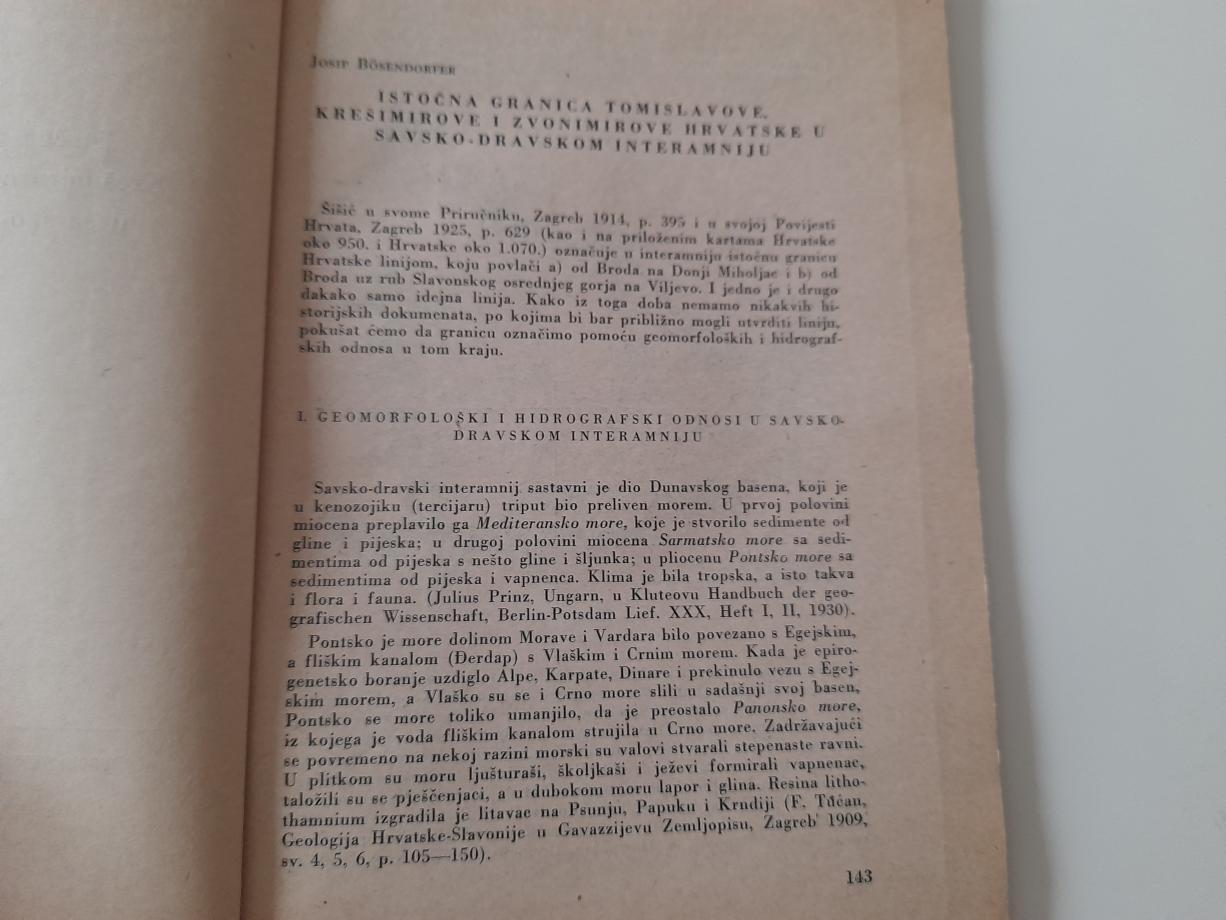 JOSIP BÖSENDORFER
ISTOČNA GRANICA TOMISLAVOVE,
KREŠIMIROVE I ZVONIMIROVE HRVATSKE U
SAVSKO-DRAVSKOM INTERAMNIJU
Šišić u svome Priručniku, Zagreb 1914, p. 395 i u svojoj Povijesti
Hrvata, Zagreb 1925, p. 629 (kao i na priloženim kartama Hrvatske
oko 950. i Hrvatske oko 1.070.) označuje u interamniju istočnu granicu
Hrvatske linijom, koju povlači a) od Broda na Donji Miholjac i b) od
Broda uz rub Slavonskog osrednjeg gorja na Viljevo. I jedno je i drugo
dakako samo idejna linija. Kako iz toga doba nemamo nikakvih hi-
storijskih dokumenata, po kojima bi bar približno mogli utvrditi liniju,
pokušat ćemo da granicu označimo pomoću geomorfoloških i hidrograf-
skih odnosa u tom kraju.
I. GEOMORFOLOŠKI I HIDROGRAFSKI ODNOSI U SAVSKO-
DRAVSKOM INTERAMNIJU
Savsko-dravski interamnij sastavni je dio Dunavskog basena, koji je
u kenozojiku (tercijaru) triput bio preliven morem. U prvoj polovini
miocena preplavilo ga Mediteransko more, koje je stvorilo sedimente od
gline i pijeska; u drugoj polovini miocena Sarmatsko more sa sedi-
mentima od pijeska s nešto gline i šljunka; u pliocenu Pontsko more sa
sedimentima od pijeska i vapnenca. Klima je bila tropska, a isto takva
i flora i fauna. (Julius Prinz, Ungarn, u Kluteovu Handbuch der geo-
grafischen Wissenschaft, Berlin-Potsdam Lief. XXX, Heft I, II, 1930).
Pontsko je more dolinom Morave i Vardara bilo povezano s Egejskim,
a fliškim kanalom (Đerdap) s Vlaškim i Crnim morem. Kada je epiro-
genetsko boranje uzdiglo Alpe, Karpate, Dinare i prekinulo vezu s Egej-
skim morem, a Vlaško su se i Crno more slili u sadašnji svoj basen,
Pontsko se more toliko umanjilo, da je preostalo Panonsko more,
iz kojega je voda fliškim kanalom strujila u Crno more. Zadržavajući
se povremeno na nekoj razini morski su valovi stvarali stepenaste ravni.
U plitkom su moru ljušturaši, školjkaši i ježevi formirali vapnenac,
taložili su se pješčenjaci, a u dubokom moru lapor i glina. Resina litho-
thamnium izgradila je litavac na Psunju, Papuku i Krndiji (F. Tućan,
Geologija Hrvatske-Slavonije u Gavazzijevu Zemljopisu, Zagreb 1909,
sv. 4, 5, 6, p. 105—150).
143